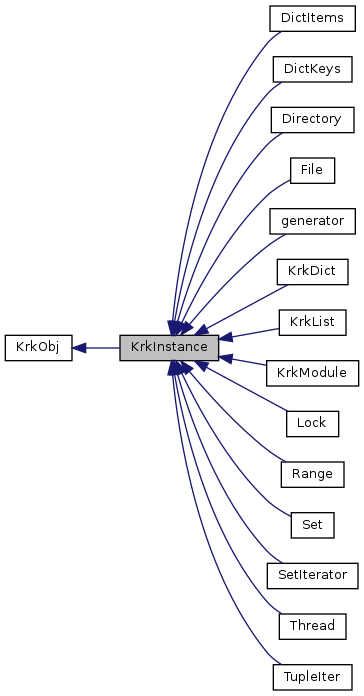 DictItems
DictKeys
Directory
File
generator
KrkDict
KrkList
KrkObj
KrkInstance
KrkModule
Lock
Range
Set
SetIterator
Thread
TupleIter